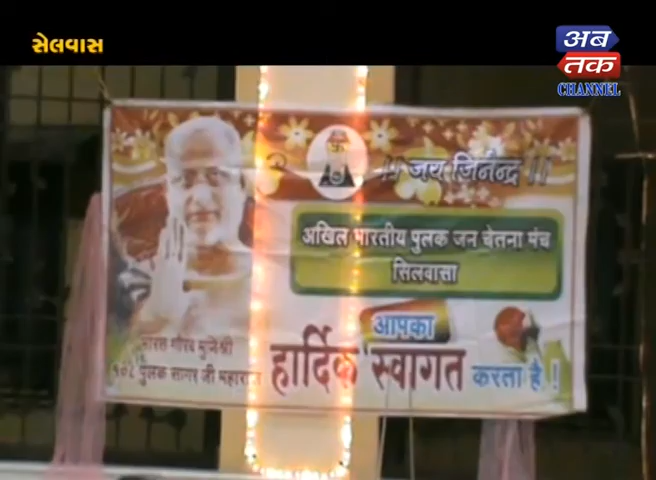 સેલવાસ
अब
तक
CHANNEL
॥ जय जिनेन्द्र ॥
अखिल भारतीय पुलक जन चेतना मंच
सिलवासा
आपका
हार्दिक स्वागत करता है !
भारत गौरव मुनिश्री
१०८ पुलक सागर जी महाराज